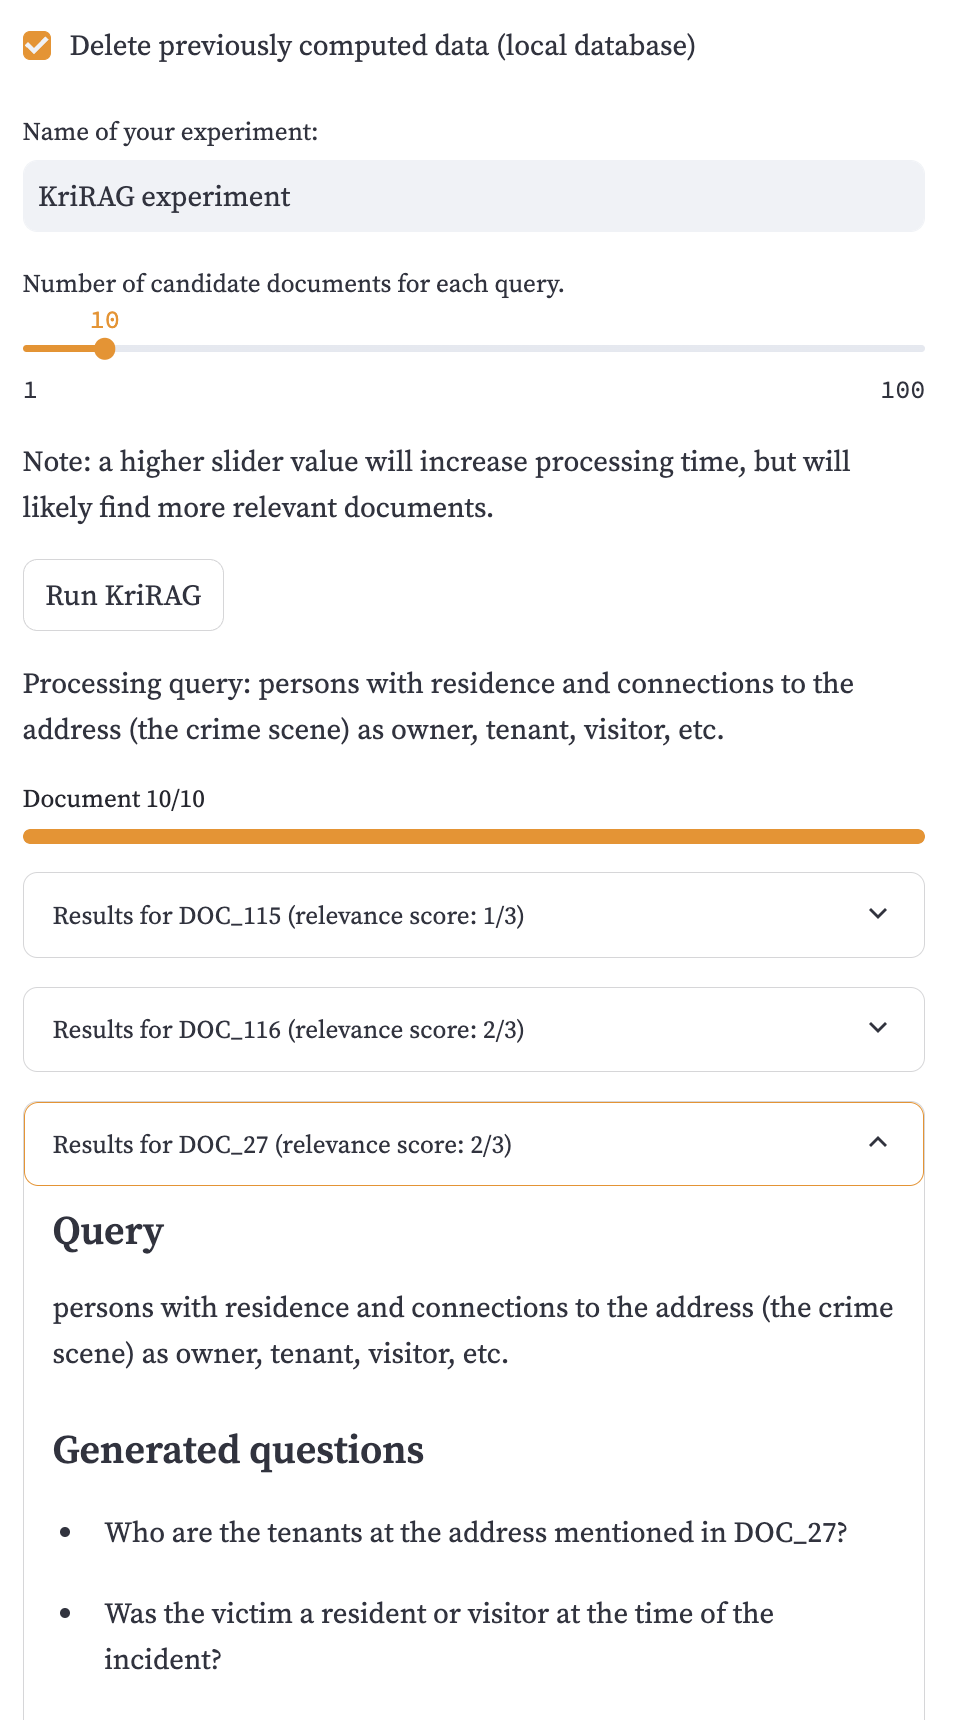 Delete previously computed data (local database)
Name of your experiment:
KriRAG experiment
Number of candidate documents for each query.
10
1
100
Note: a higher slider value will increase processing time, but will
likely find more relevant documents.
Run KriRAG
Processing query: persons with residence and connections to the
address (the crime scene) as owner, tenant, visitor, etc.
Document 10/10
Results for DOC_115 (relevance score: 1/3)
Results for DOC_116 (relevance score: 2/3)
Results for DOC_27 (relevance score: 2/3)
Query
persons with residence and connections to the address (the crime
scene) as owner, tenant, visitor, etc.
Generated questions
• Who are the tenants at the address mentioned in DOC_27?
• Was the victim a resident or visitor at the time of the
incident?